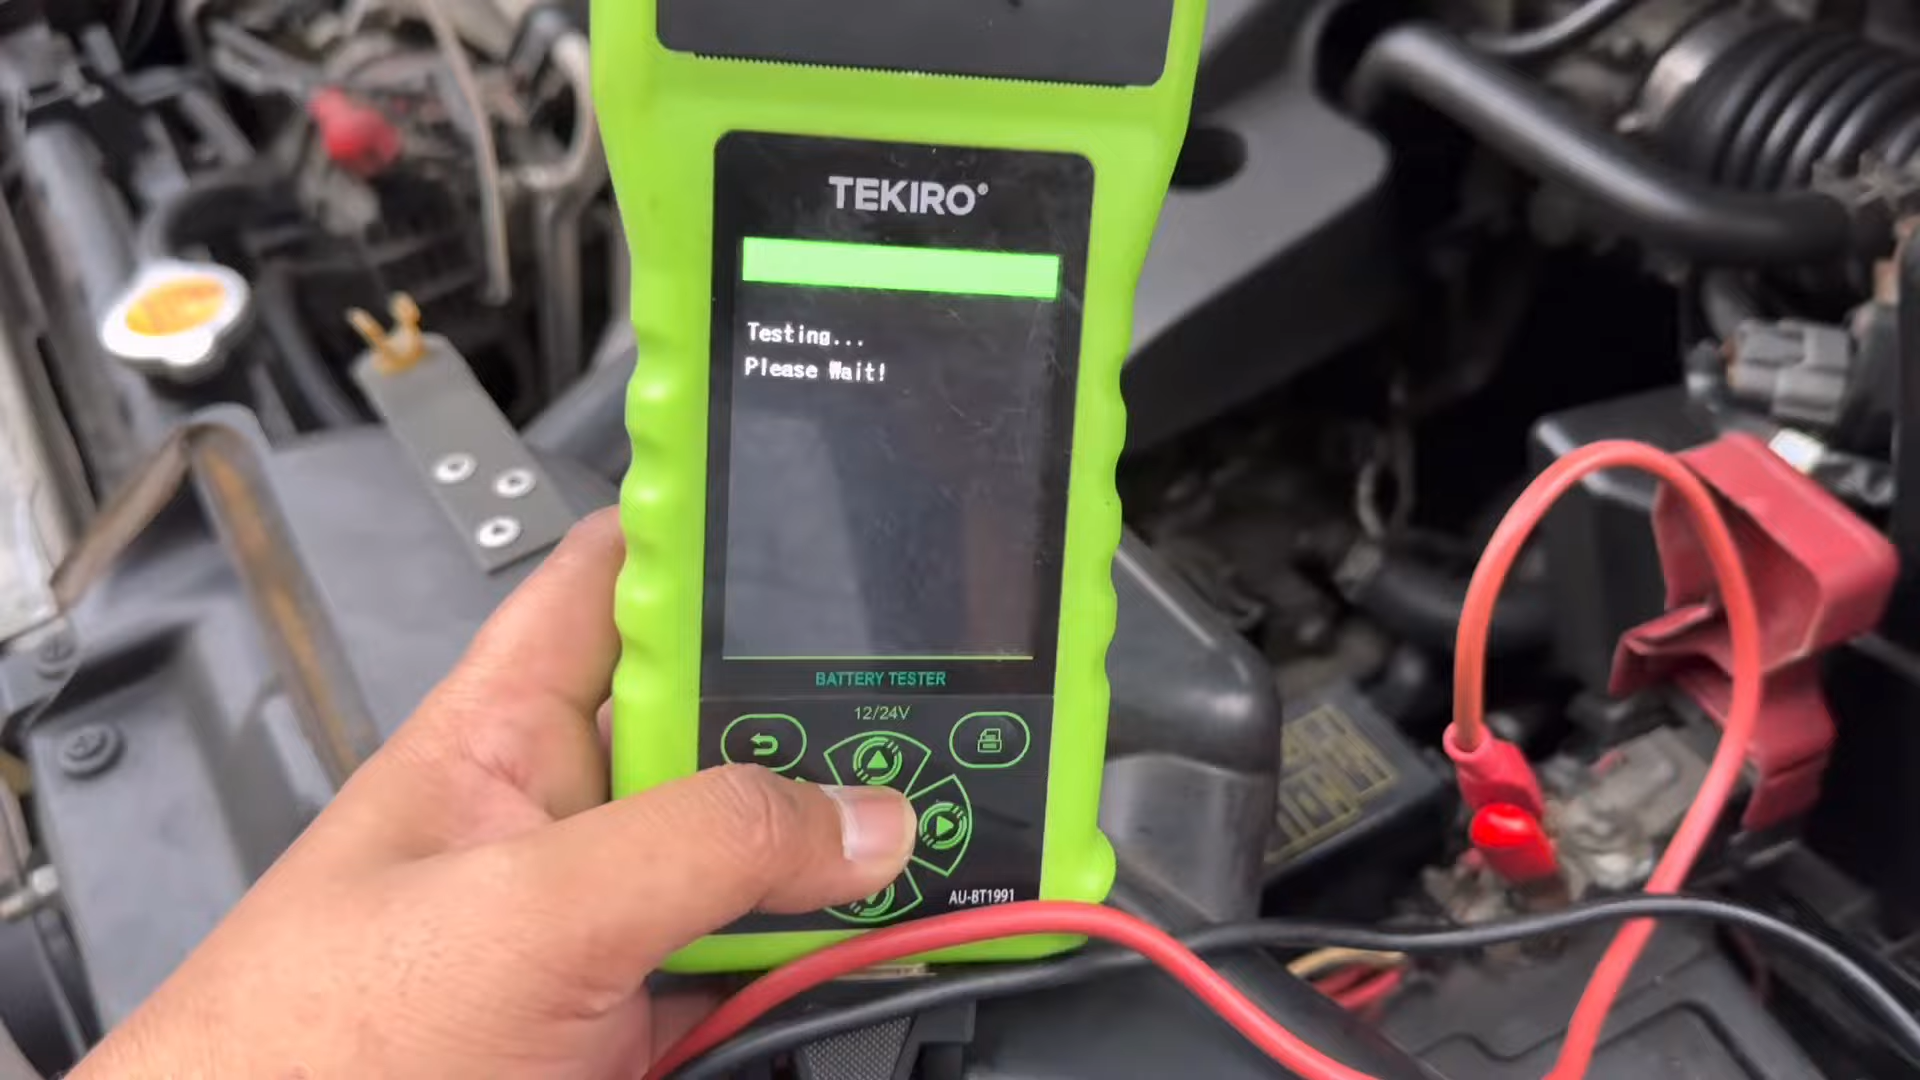 TEKIRO®
Testing...
Please Wait!
BATTERY TESTER
12/24V
AU-BT1991